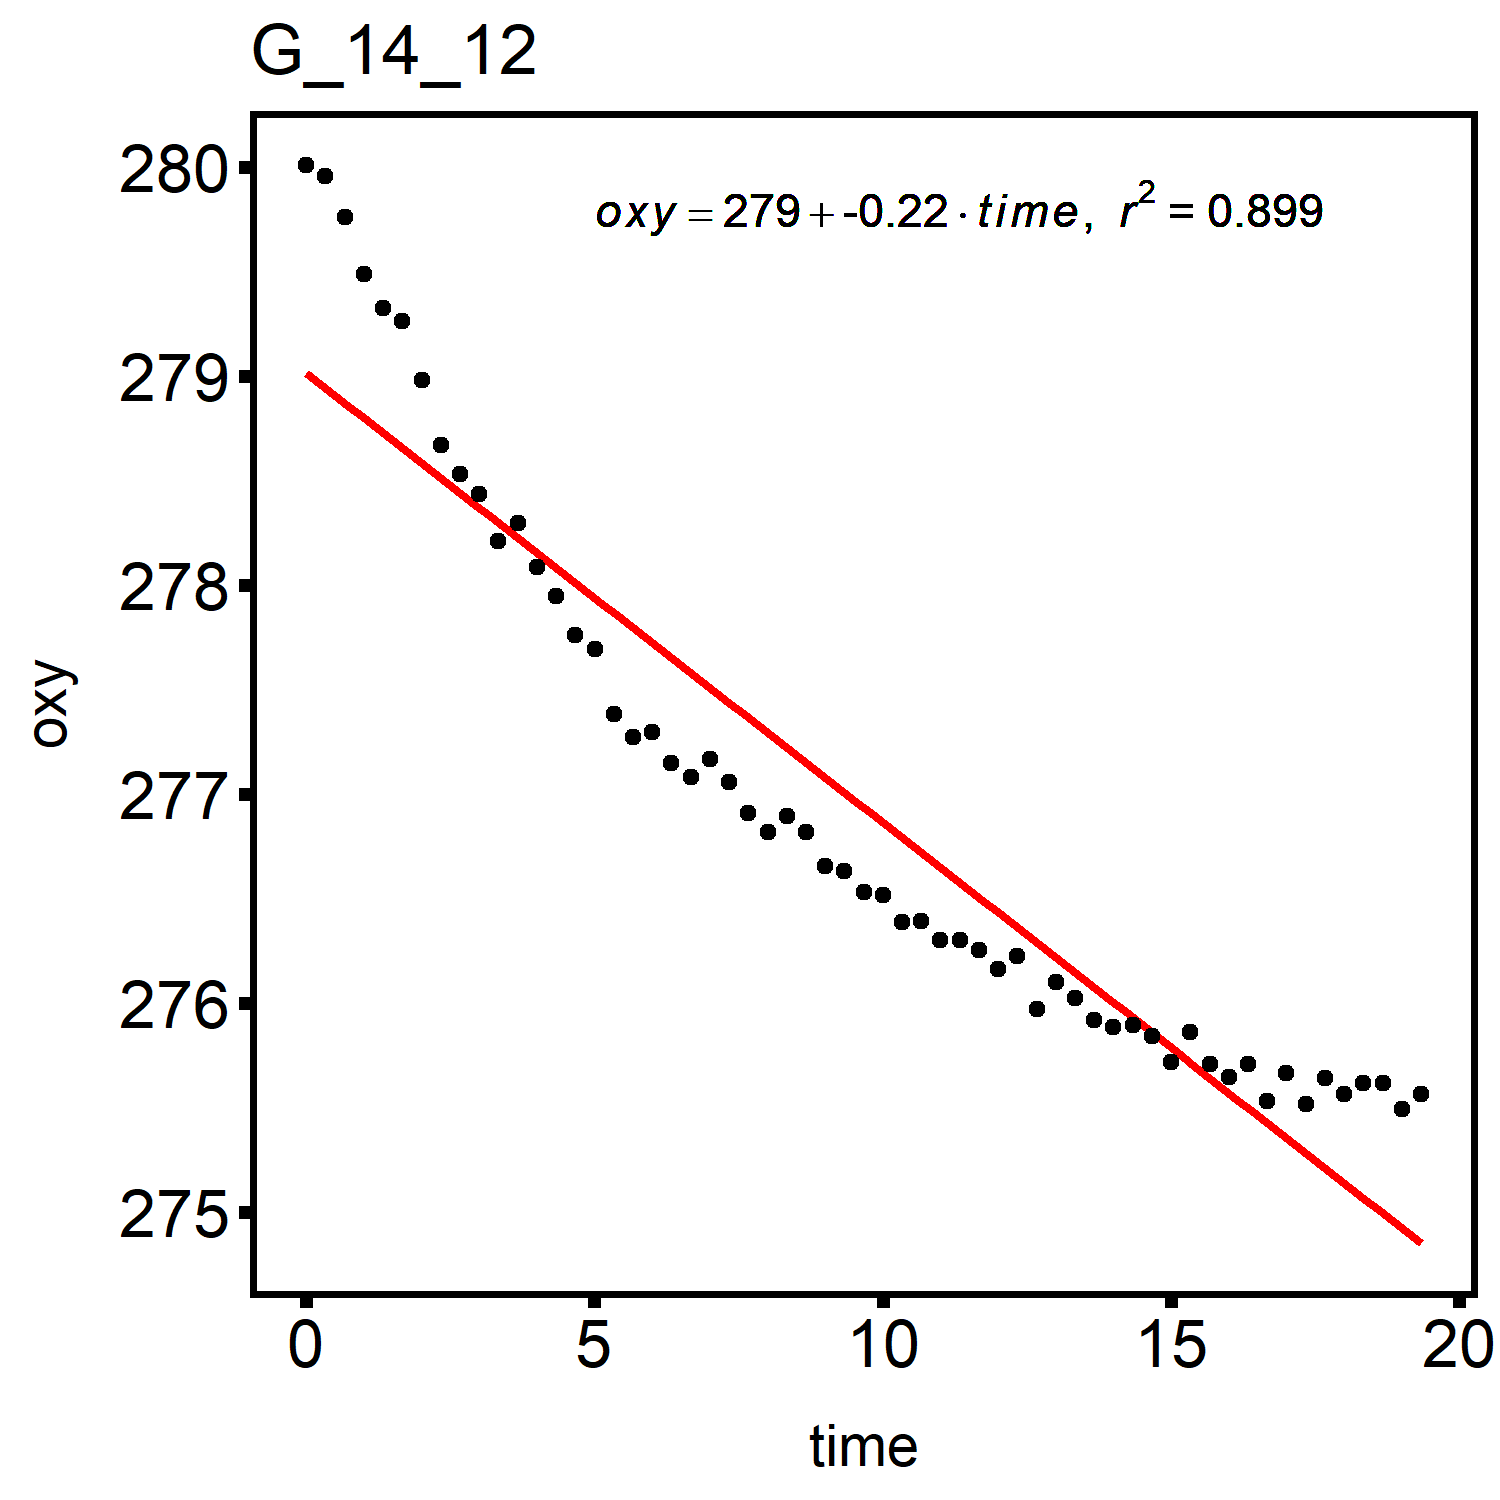 G_14_12
oxy = 279 + -0.22 · time, r² = 0.899
280
279
278
277
276
275
oxy
0 5 10 15 20
time